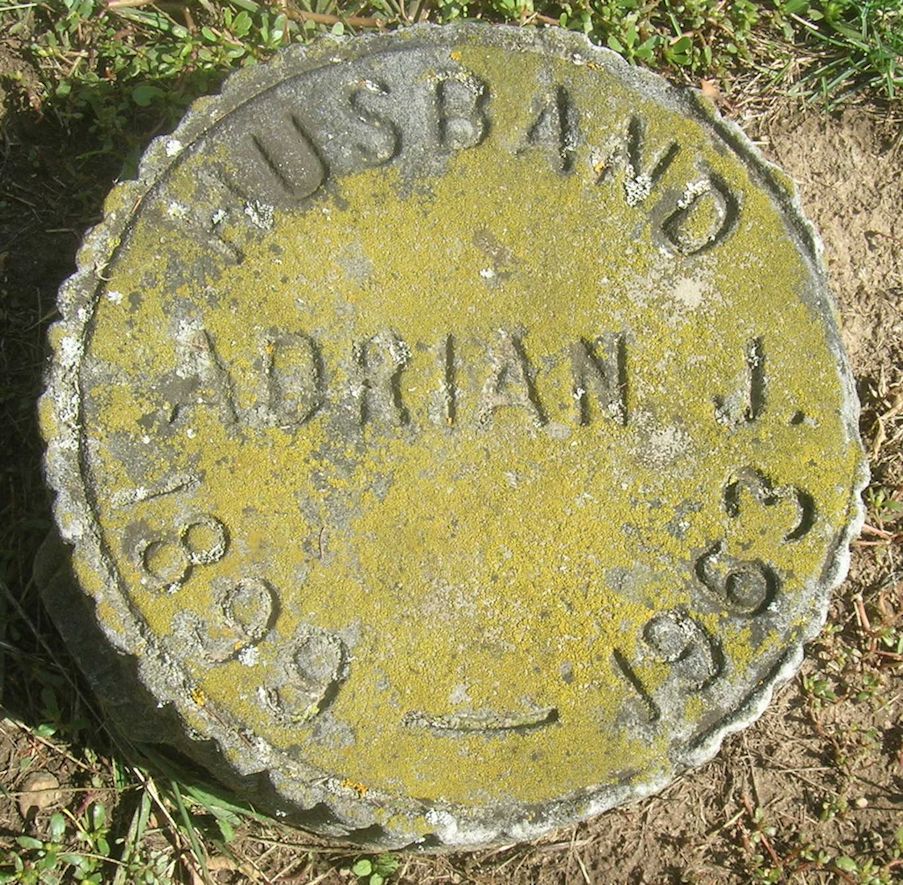 HUSBAND
ADRIAN J.
1899 — 1963